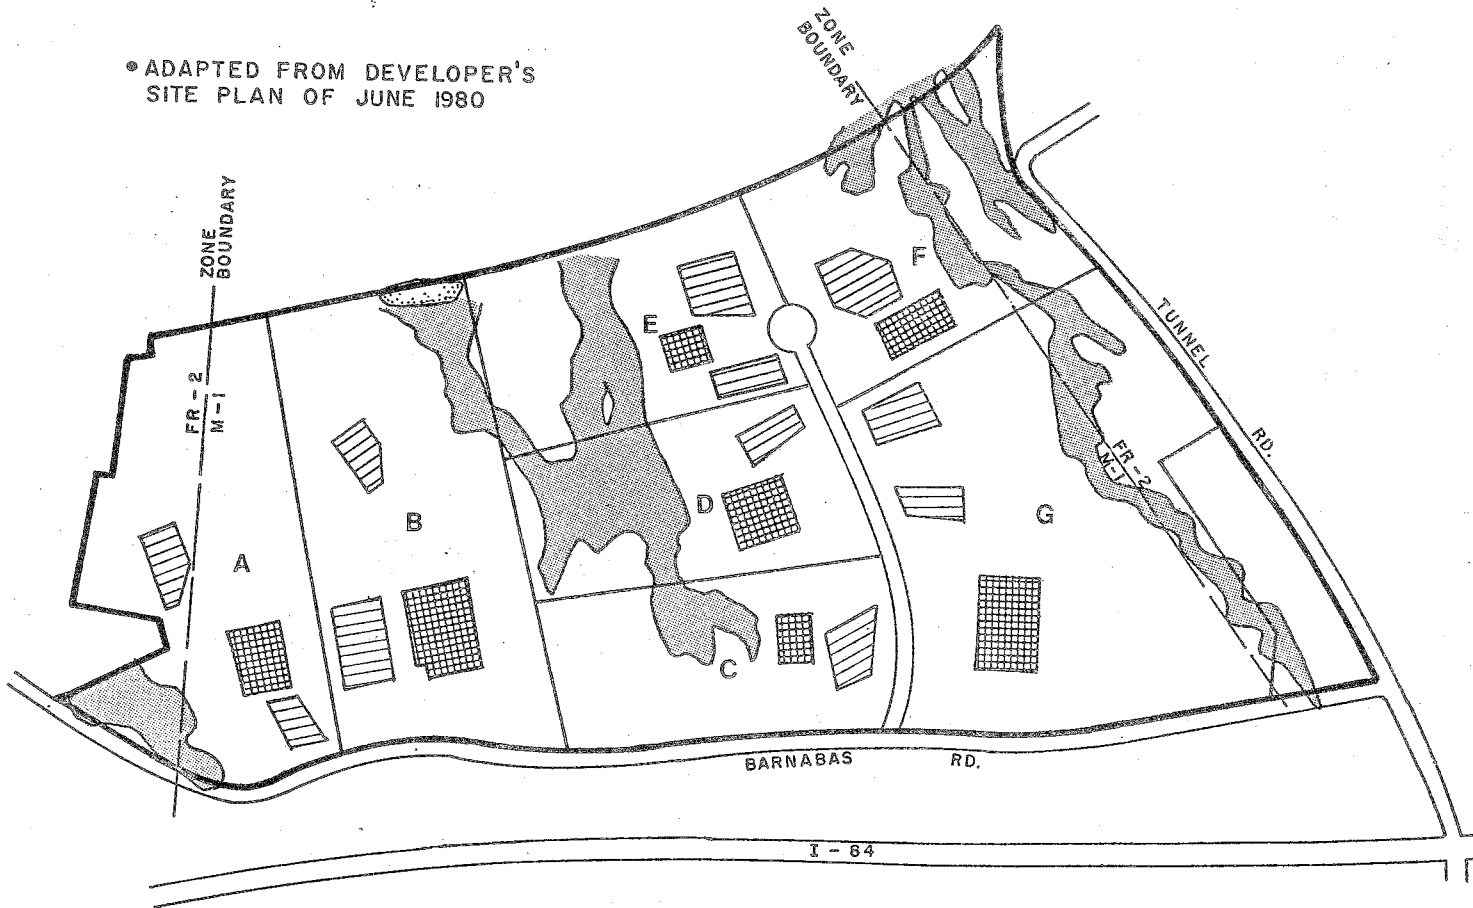 • ADAPTED FROM DEVELOPER'S
SITE PLAN OF JUNE 1980
ZONE
BOUNDARY
ZONE
BOUNDARY
FR-2
M-1
A
B
C
D
E
F
G
FR-2
M-1
TUNNEL RD.
BARNABAS RD.
I-84